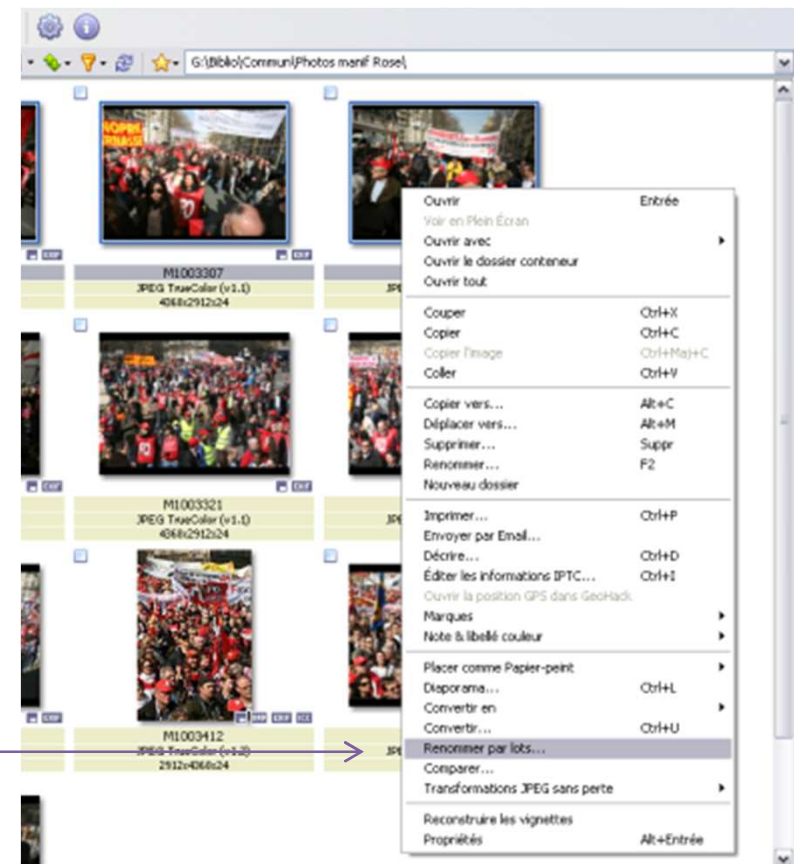 G:\Biblio\Communi\Photos manif Rosel\
M1003307
JPEG TrueColor (v1.1)
4368x2912x24
M1003321
JPEG TrueColor (v1.1)
4368x2912x24
M1003412
JPEG TrueColor (v1.2)
2912x4368x24
Ouvrir Entrée
Voir en Plein Écran
Ouvrir avec
Ouvrir le dossier conteneur
Ouvrir tout
Couper Ctrl+X
Copier Ctrl+C
Copier l'image Ctrl+Maj+C
Coller Ctrl+V
Copier vers... Alt+C
Déplacer vers... Alt+M
Supprimer... Suppr
Renommer... F2
Nouveau dossier
Imprimer... Ctrl+P
Envoyer par Email...
Décrire... Ctrl+D
Éditer les informations IPTC... Ctrl+I
Ouvrir la position GPS dans GeoHack
Marques
Note & libellé couleur
Placer comme Papier-peint
Diaporama... Ctrl+L
Convertir en
Convertir... Ctrl+U
Renommer par lots...
Comparer...
Transformations JPEG sans perte
Reconstruire les vignettes
Propriétés Alt+Entrée